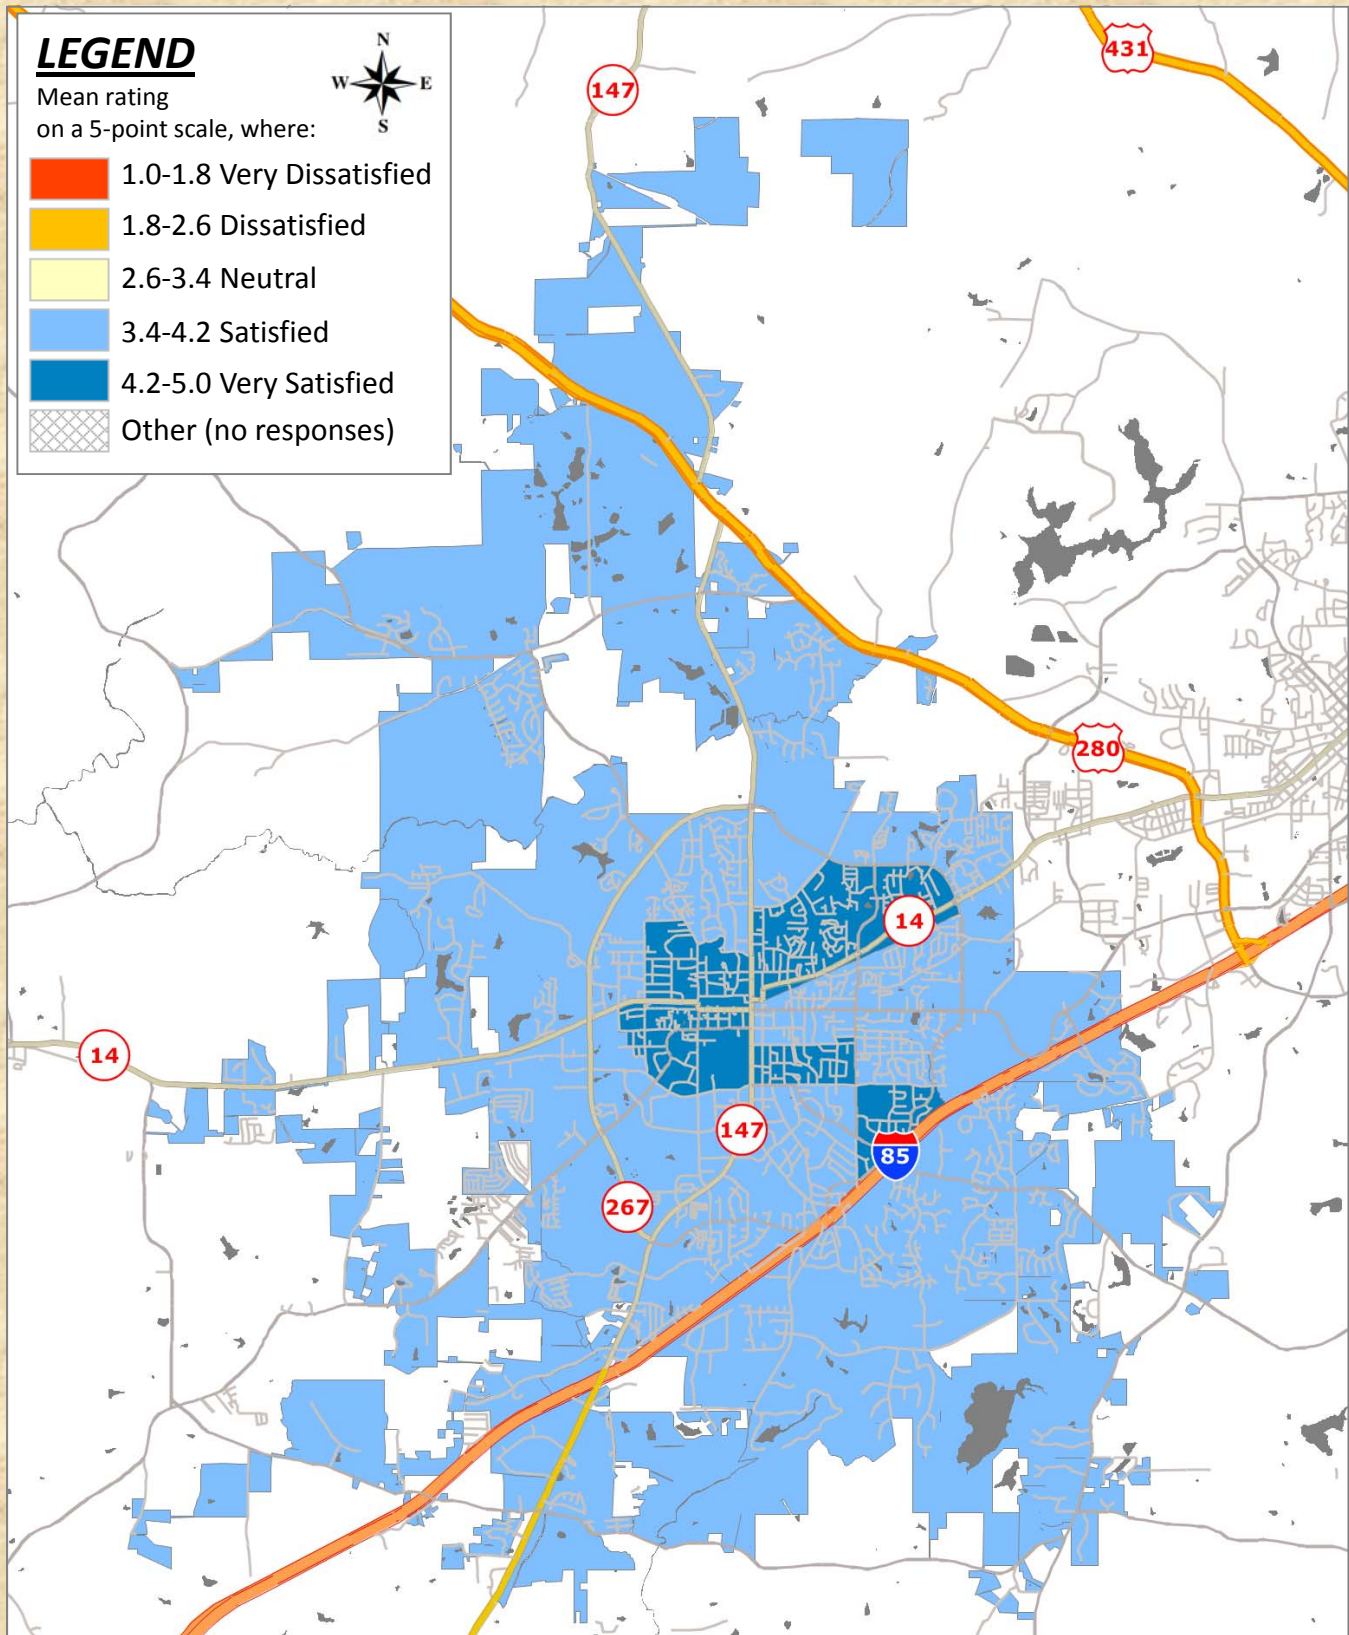 LEGEND
N
W E
S
Mean rating
on a 5-point scale, where:
1.0-1.8 Very Dissatisfied
1.8-2.6 Dissatisfied
2.6-3.4 Neutral
3.4-4.2 Satisfied
4.2-5.0 Very Satisfied
Other (no responses)
431
147
280
14
14
147
85
267